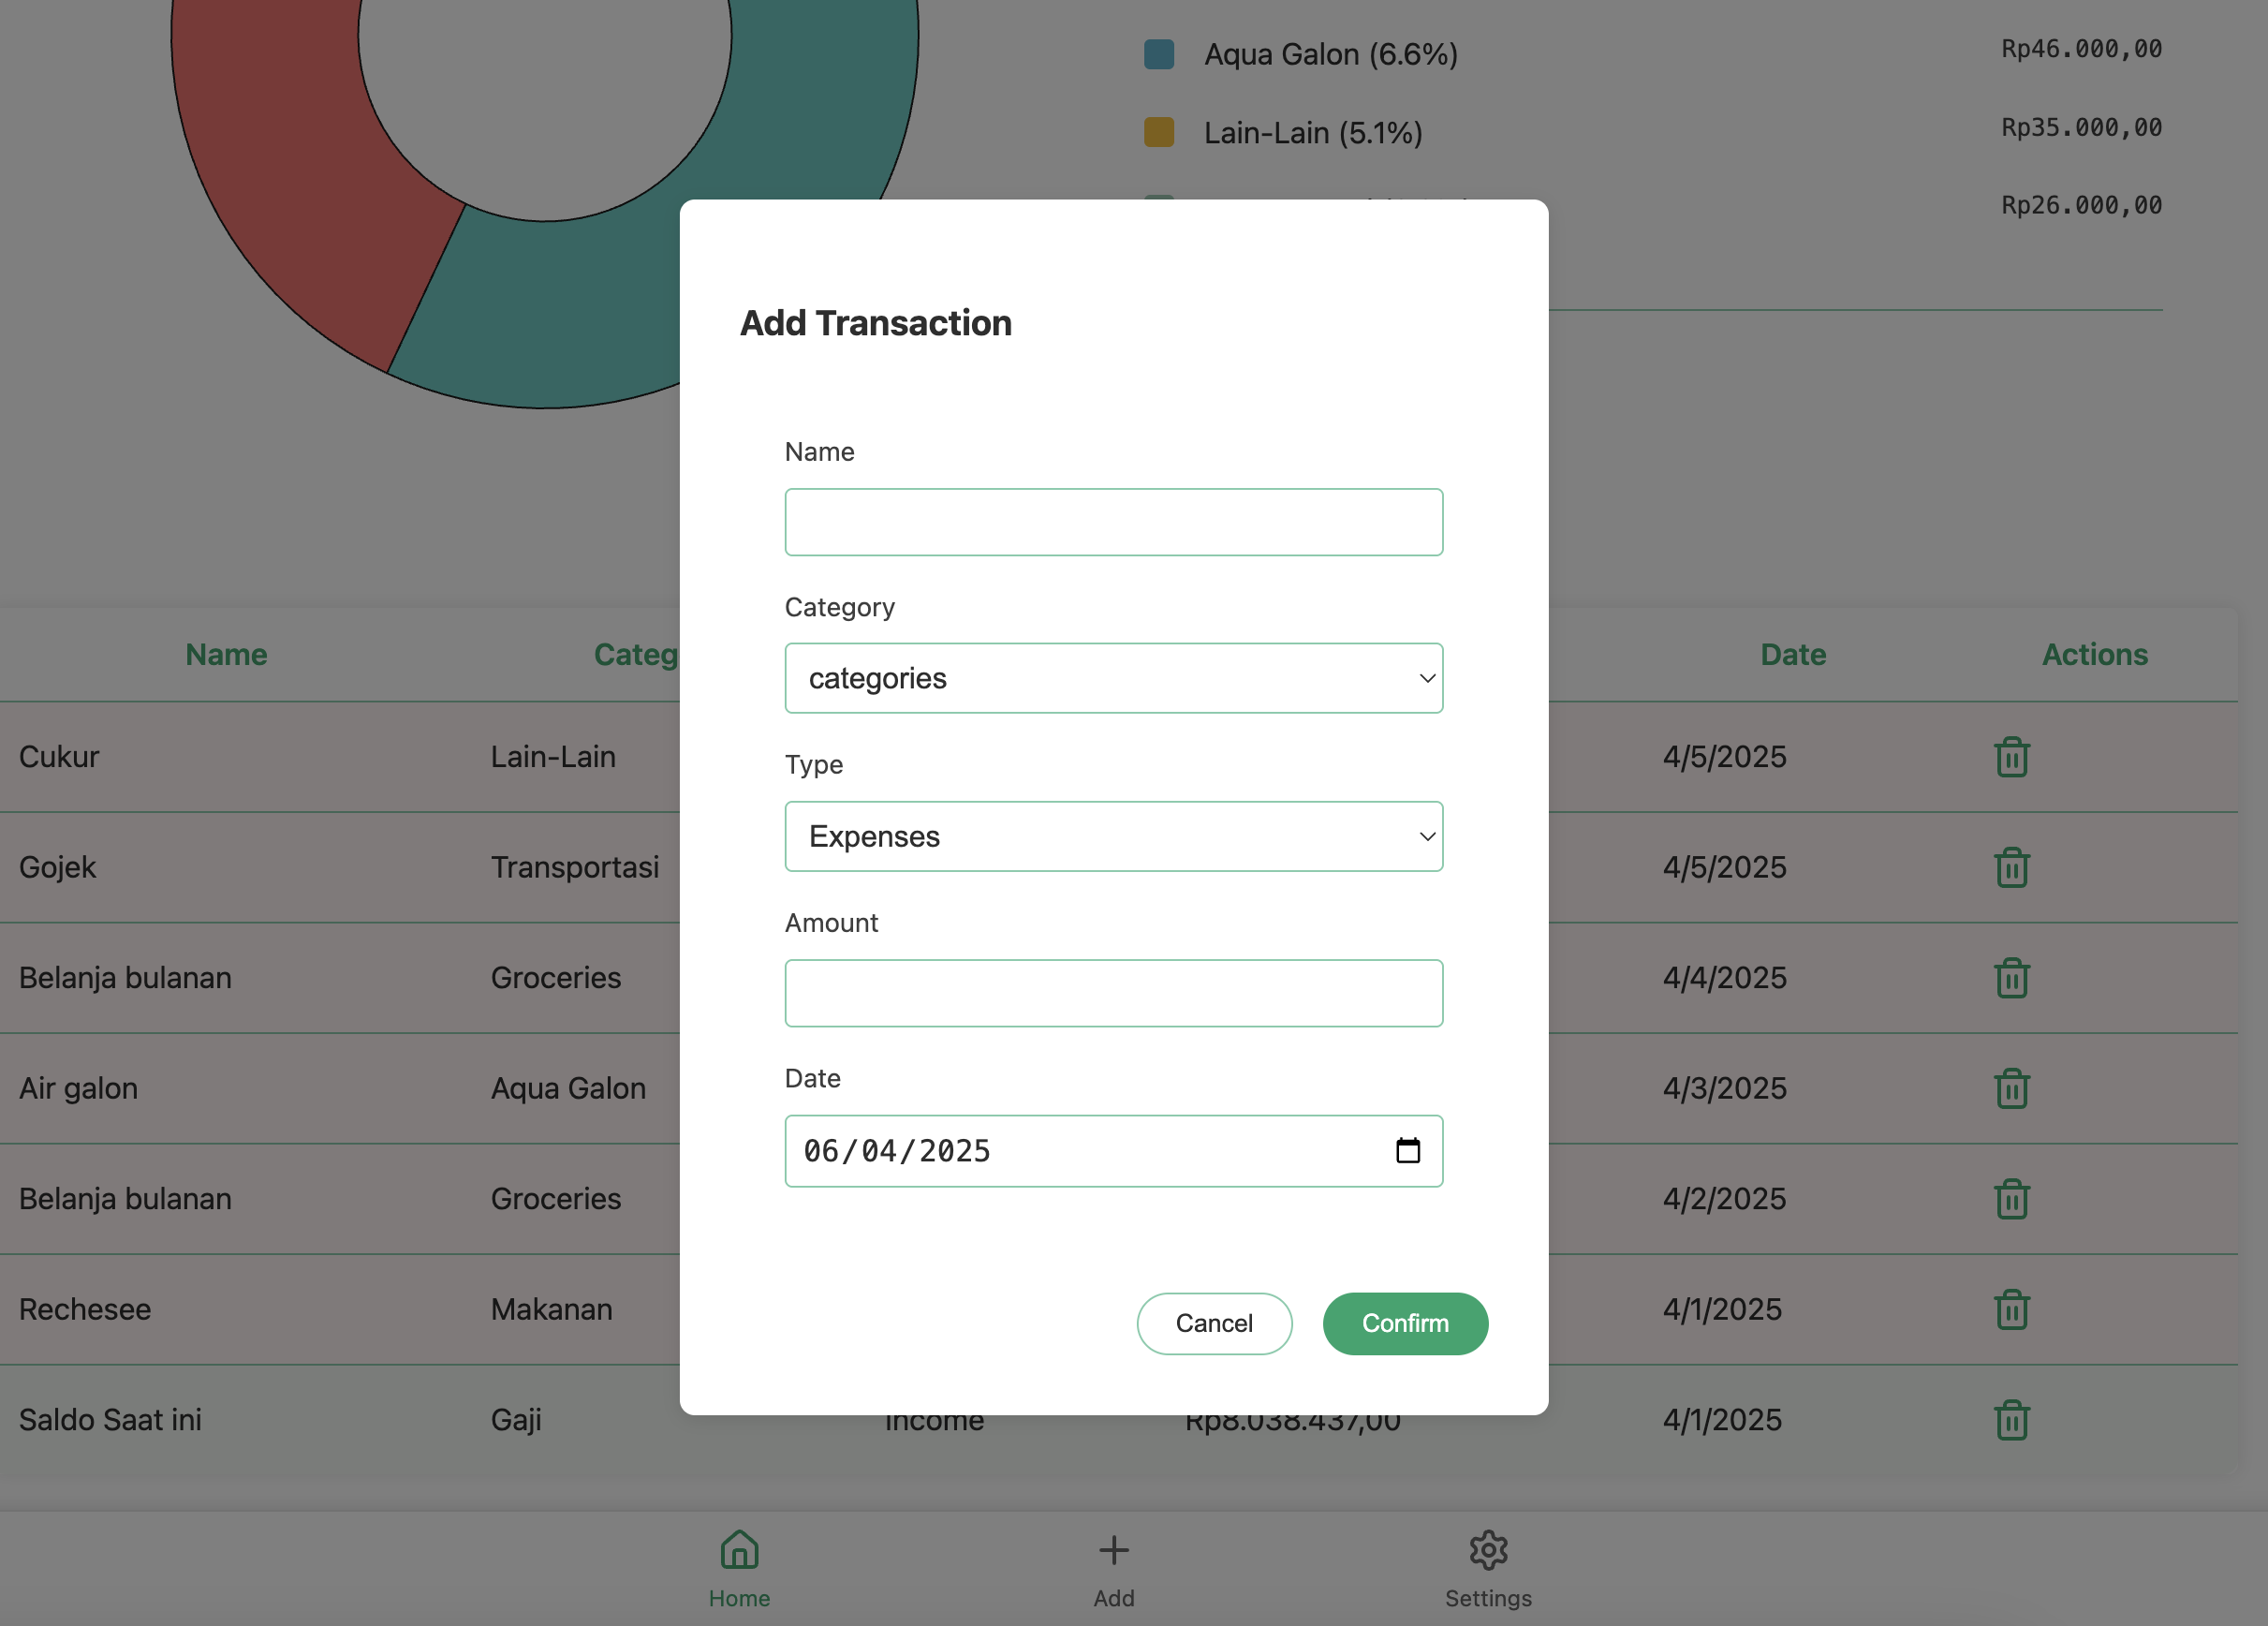 Aqua Galon (6.6%) Rp46.000,00
Lain-Lain (5.1%) Rp35.000,00
Rp26.000,00
Add Transaction
Name
Category
categories
Type
Expenses
Amount
Date
06/04/2025
Cancel Confirm
Name Categ Date Actions
Cukur Lain-Lain 4/5/2025
Gojek Transportasi 4/5/2025
Belanja bulanan Groceries 4/4/2025
Air galon Aqua Galon 4/3/2025
Belanja bulanan Groceries 4/2/2025
Rechesee Makanan 4/1/2025
Saldo Saat ini Gaji Income Rp8.038.437,00 4/1/2025
Home Add Settings